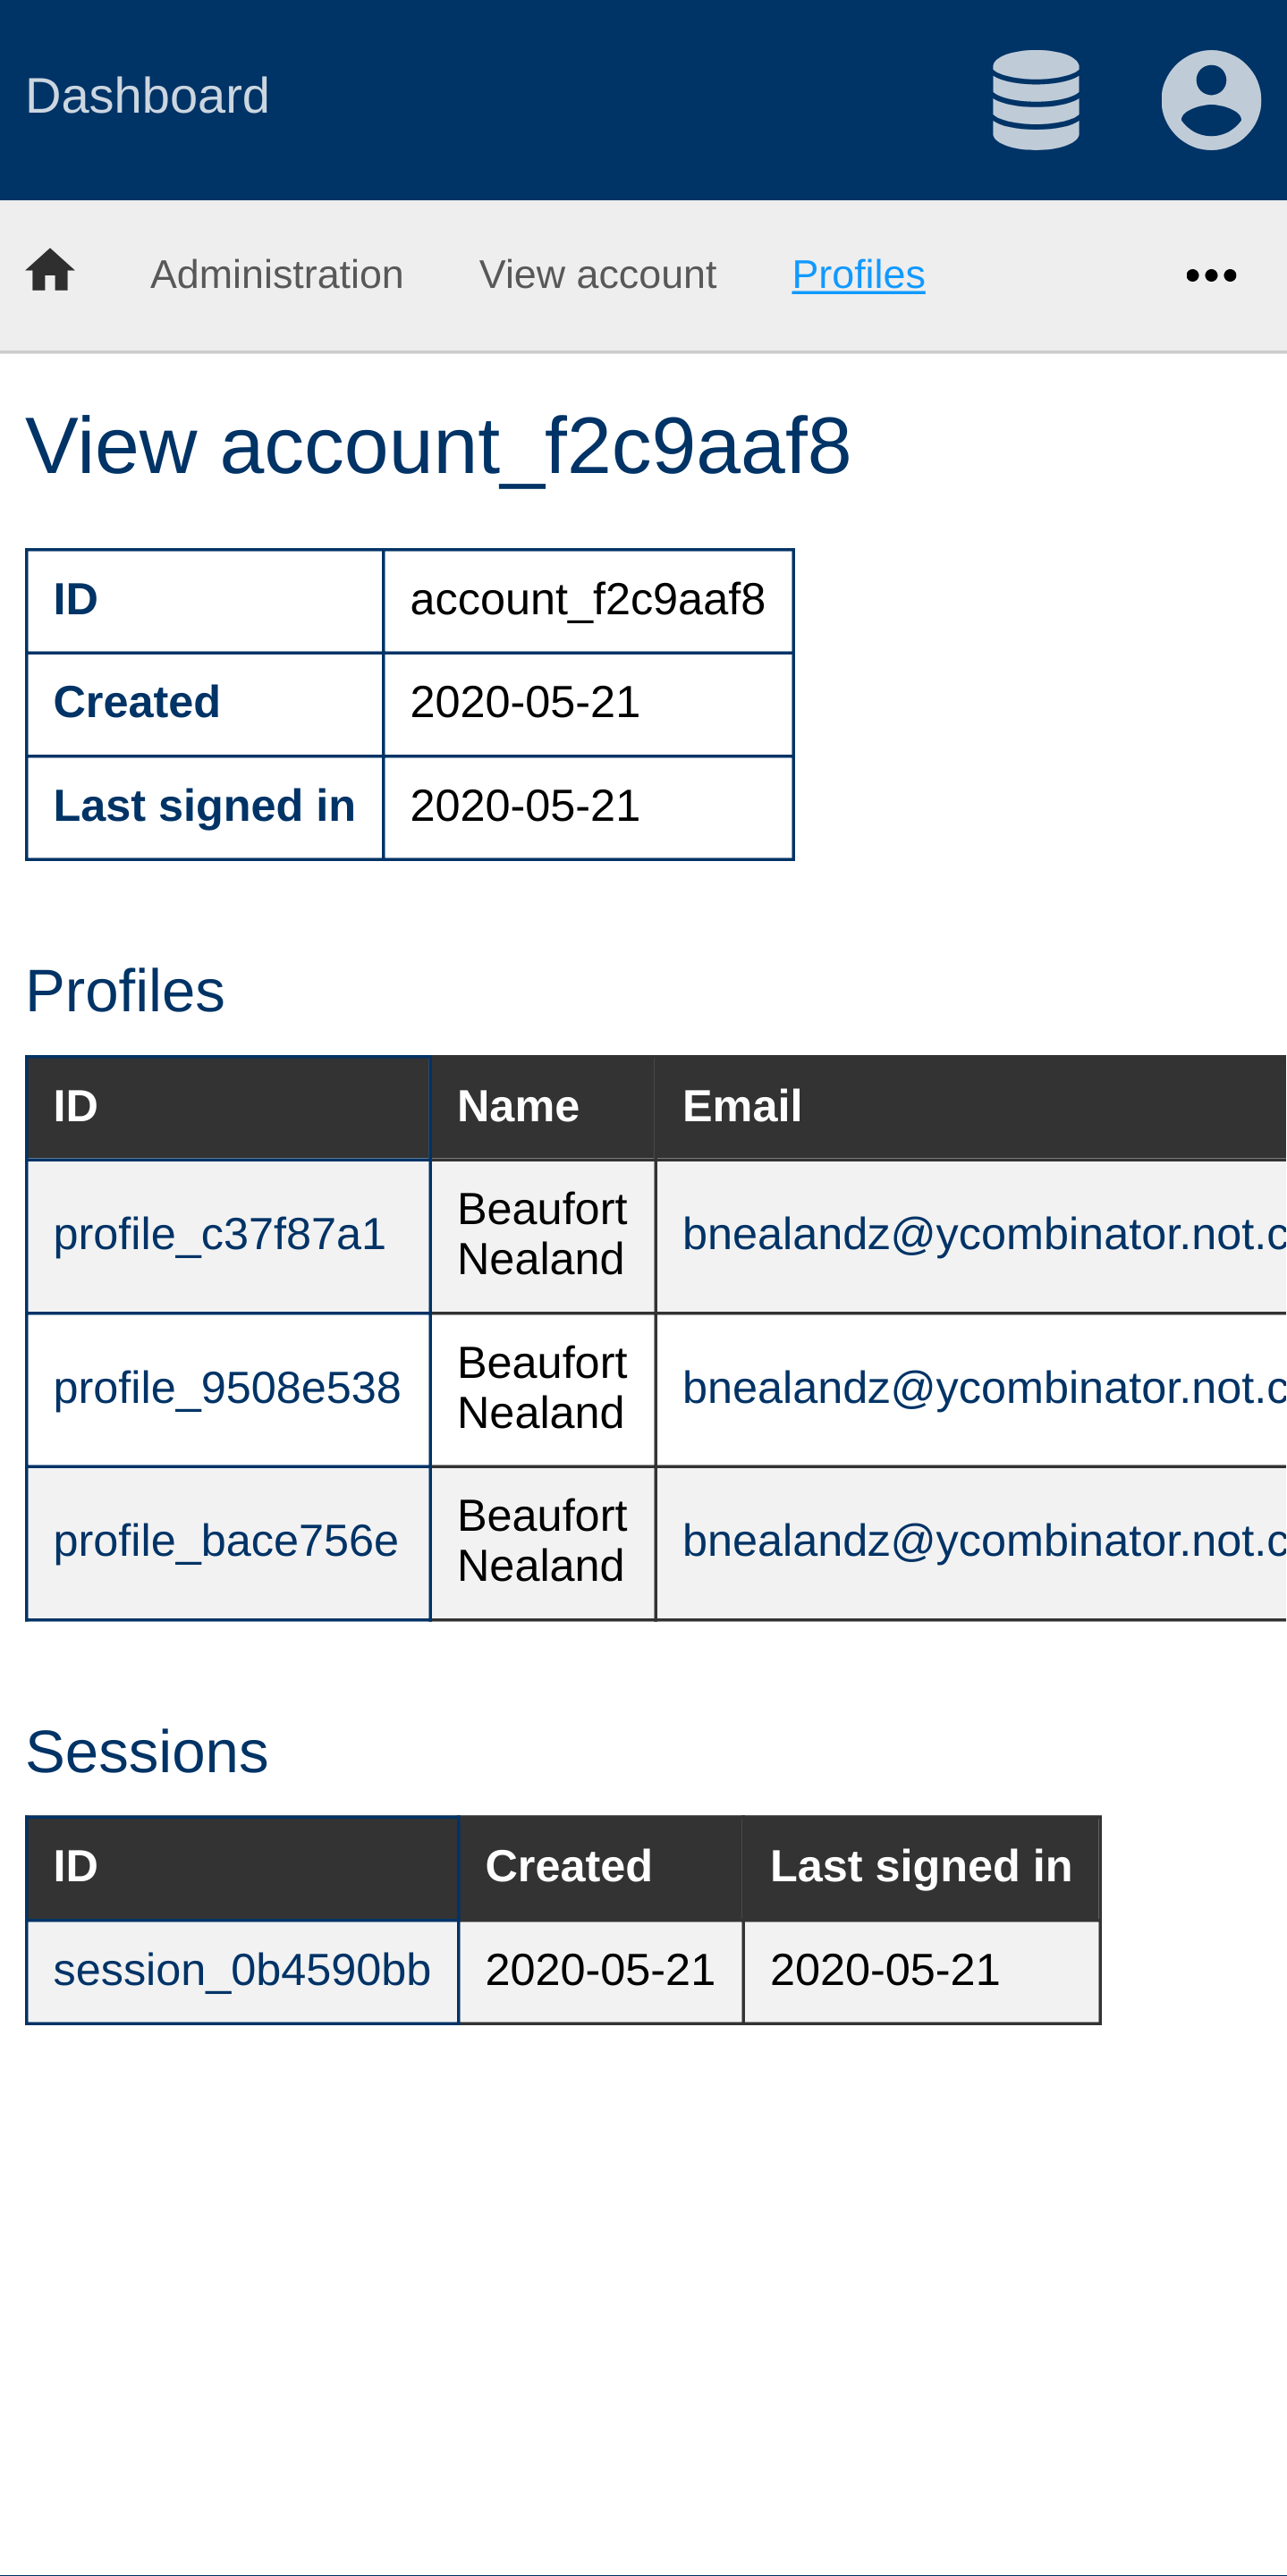 Dashboard
Administration View account Profiles
View account_f2c9aaf8
ID account_f2c9aaf8
Created 2020-05-21
Last signed in 2020-05-21
Profiles
ID Name Email
profile_c37f87a1 Beaufort Nealand bnealandz@ycombinator.not.c
profile_9508e538 Beaufort Nealand bnealandz@ycombinator.not.c
profile_bace756e Beaufort Nealand bnealandz@ycombinator.not.c
Sessions
ID Created Last signed in
session_0b4590bb 2020-05-21 2020-05-21